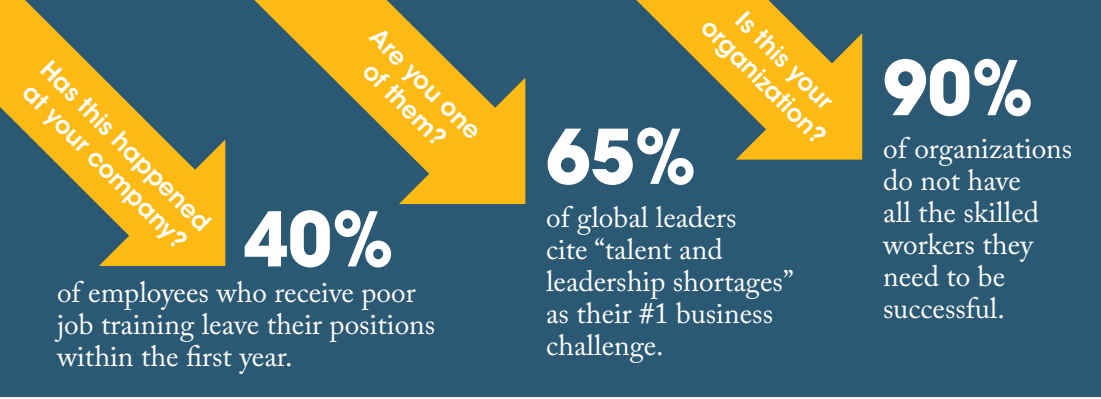 Has this happened
at your company?
40%
of employees who receive poor
job training leave their positions
within the first year.
Are you one
of them?
65%
of global leaders
cite “talent and
leadership shortages”
as their #1 business
challenge.
Is this your
organization?
90%
of organizations
do not have
all the skilled
workers they
need to be
successful.